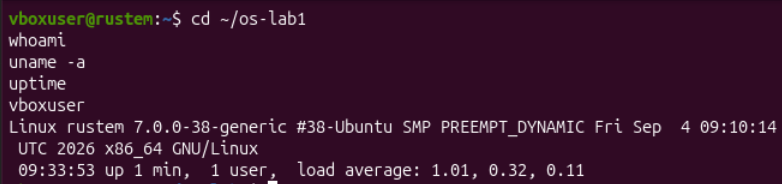 vboxuser@rustem:~$ cd ~/os-lab1
whoami
uname -a
uptime
vboxuser
Linux rustem 7.0.0-38-generic #38-Ubuntu SMP PREEMPT_DYNAMIC Fri Sep  4 09:10:14
 UTC 2026 x86_64 GNU/Linux
 09:33:53 up 1 min,  1 user,  load average: 1.01, 0.32, 0.11